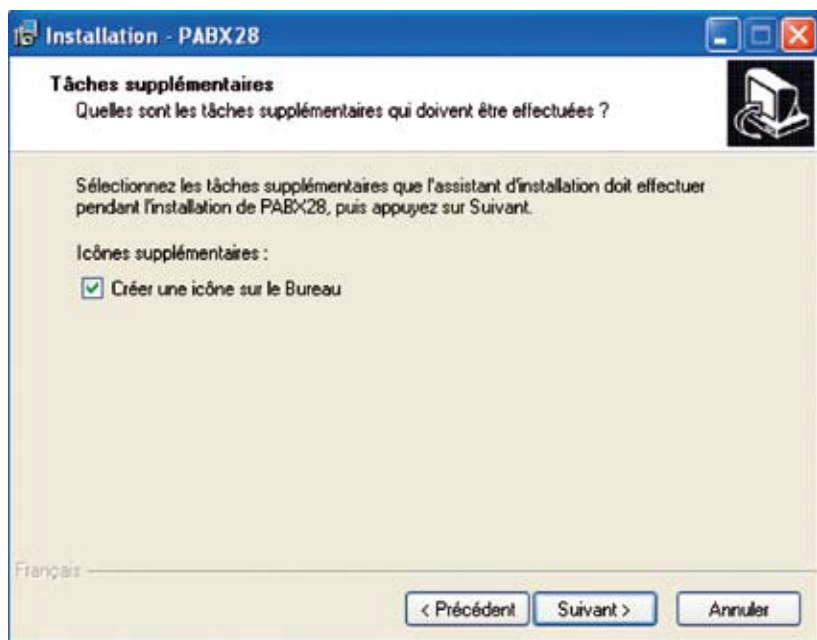 Installation - PABX28
Tâches supplémentaires
Quelles sont les tâches supplémentaires qui doivent être effectuées ?
Sélectionnez les tâches supplémentaires que l'assistant d'installation doit effectuer
pendant l'installation de PABX28, puis appuyez sur Suivant.
Icônes supplémentaires :
Créer une icône sur le Bureau
Français
< Précédent
Suivant >
Annuler